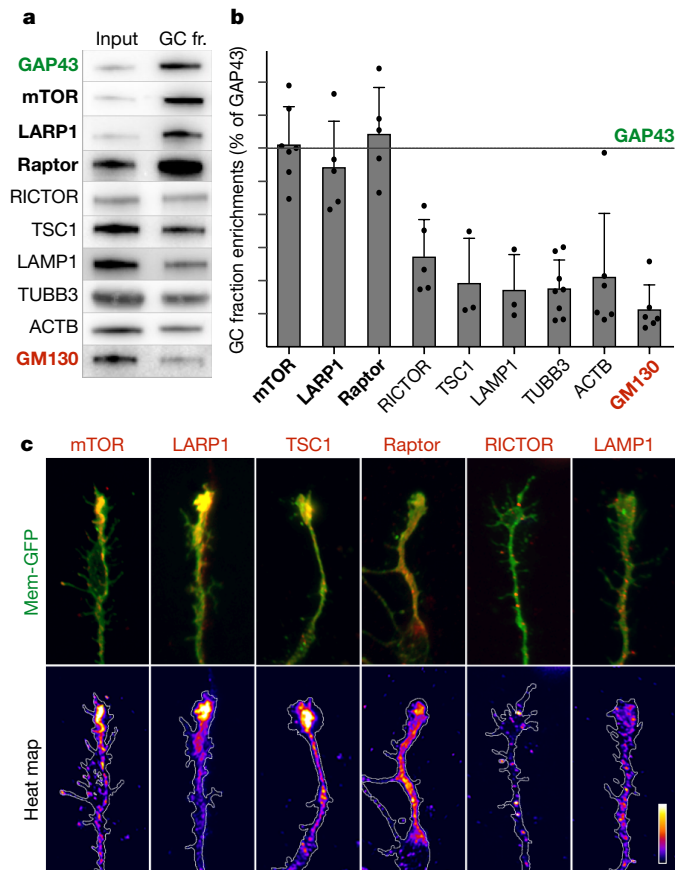 a
Input GC fr.
GAP43
mTOR
LARP1
Raptor
RICTOR
TSC1
LAMP1
TUBB3
ACTB
GM130
b
GC fraction enrichments (% of GAP43)
GAP43
mTOR LARP1 Raptor RICTOR TSC1 LAMP1 TUBB3 ACTB GM130
c
mTOR LARP1 TSC1 Raptor RICTOR LAMP1
Mem-GFP
Heat map